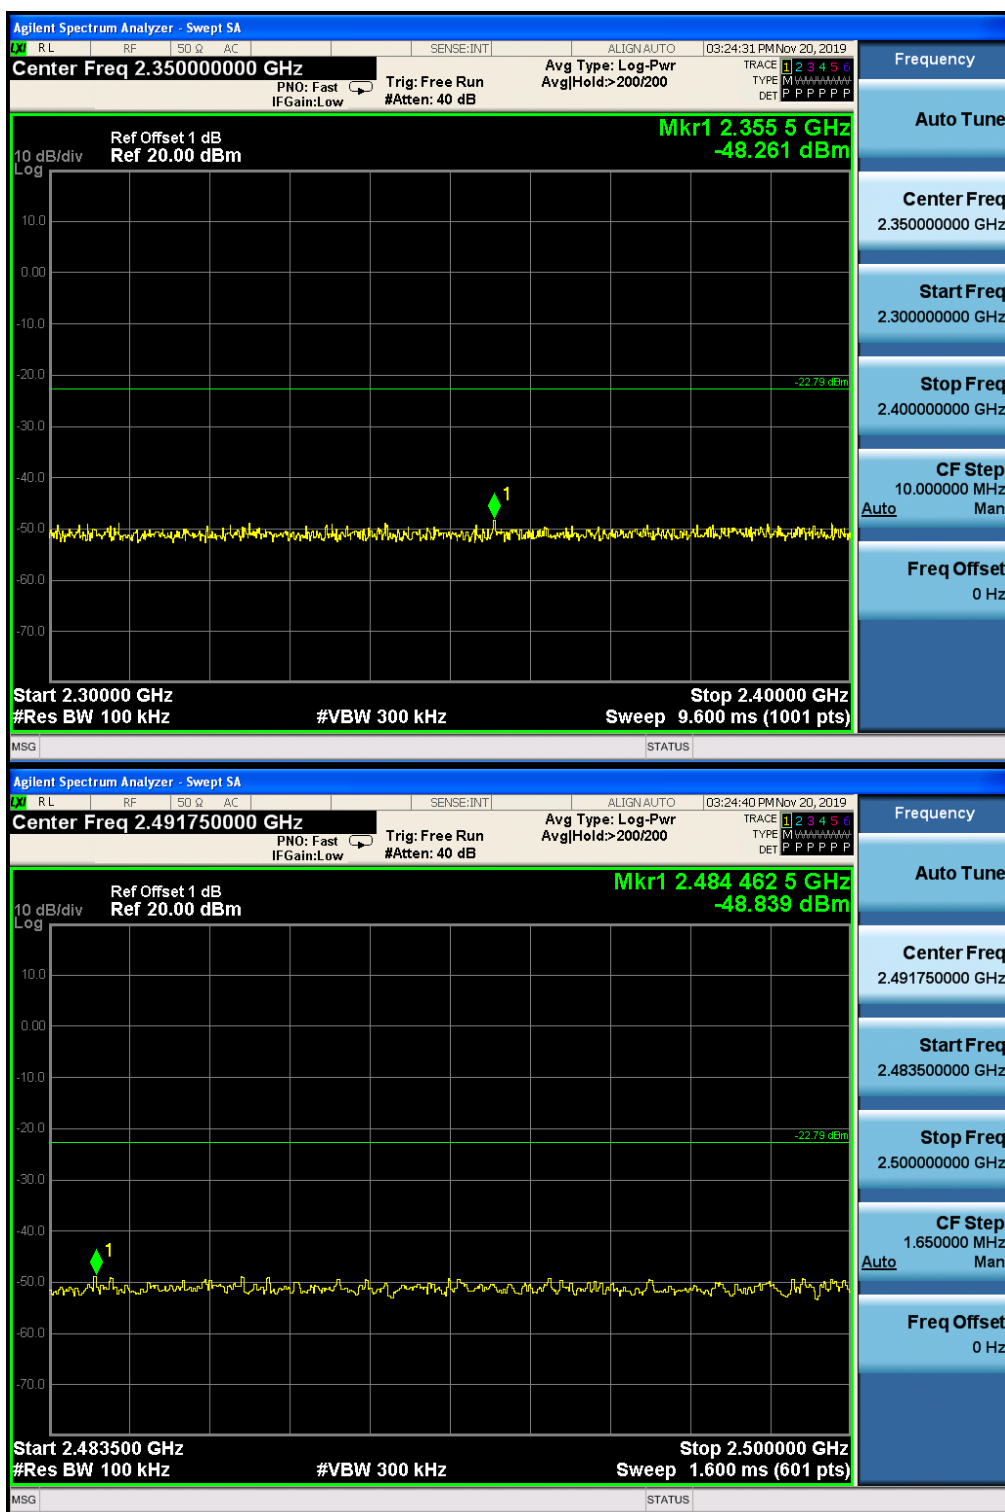 Agilent Spectrum Analyzer - Swept SA
LXI RL RF 50 Ω AC SENSE:INT ALIGN AUTO 03:24:31 PM Nov 20, 2019
Center Freq 2.350000000 GHz
PNO: Fast
IFGain:Low
Trig: Free Run
#Atten: 40 dB
Avg Type: Log-Pwr
Avg|Hold:>200/200
TRACE 1 2 3 4 5 6
TYPE M WWWWW
DET P P P P P P
Frequency
Auto Tune
Center Freq
2.350000000 GHz
Start Freq
2.300000000 GHz
Stop Freq
2.400000000 GHz
CF Step
10.000000 MHz
Auto Man
Freq Offset
0 Hz
Mkr1 2.355 5 GHz
-48.261 dBm
Ref Offset 1 dB
10 dB/div Ref 20.00 dBm
Log
10.0
0.00
-10.0
-20.0
-22.79 dBm
-30.0
-40.0
1
-50.0
-60.0
-70.0
Start 2.30000 GHz Stop 2.40000 GHz
#Res BW 100 kHz #VBW 300 kHz Sweep 9.600 ms (1001 pts)
MSG STATUS
Agilent Spectrum Analyzer - Swept SA
LXI RL RF 50 Ω AC SENSE:INT ALIGN AUTO 03:24:40 PM Nov 20, 2019
Center Freq 2.491750000 GHz
PNO: Fast
IFGain:Low
Trig: Free Run
#Atten: 40 dB
Avg Type: Log-Pwr
Avg|Hold:>200/200
TRACE 1 2 3 4 5 6
TYPE M WWWWW
DET P P P P P P
Frequency
Auto Tune
Center Freq
2.491750000 GHz
Start Freq
2.483500000 GHz
Stop Freq
2.500000000 GHz
CF Step
1.650000 MHz
Auto Man
Freq Offset
0 Hz
Mkr1 2.484 462 5 GHz
-48.839 dBm
Ref Offset 1 dB
10 dB/div Ref 20.00 dBm
Log
10.0
0.00
-10.0
-20.0
-22.79 dBm
-30.0
-40.0
1
-50.0
-60.0
-70.0
Start 2.483500 GHz Stop 2.500000 GHz
#Res BW 100 kHz #VBW 300 kHz Sweep 1.600 ms (601 pts)
MSG STATUS